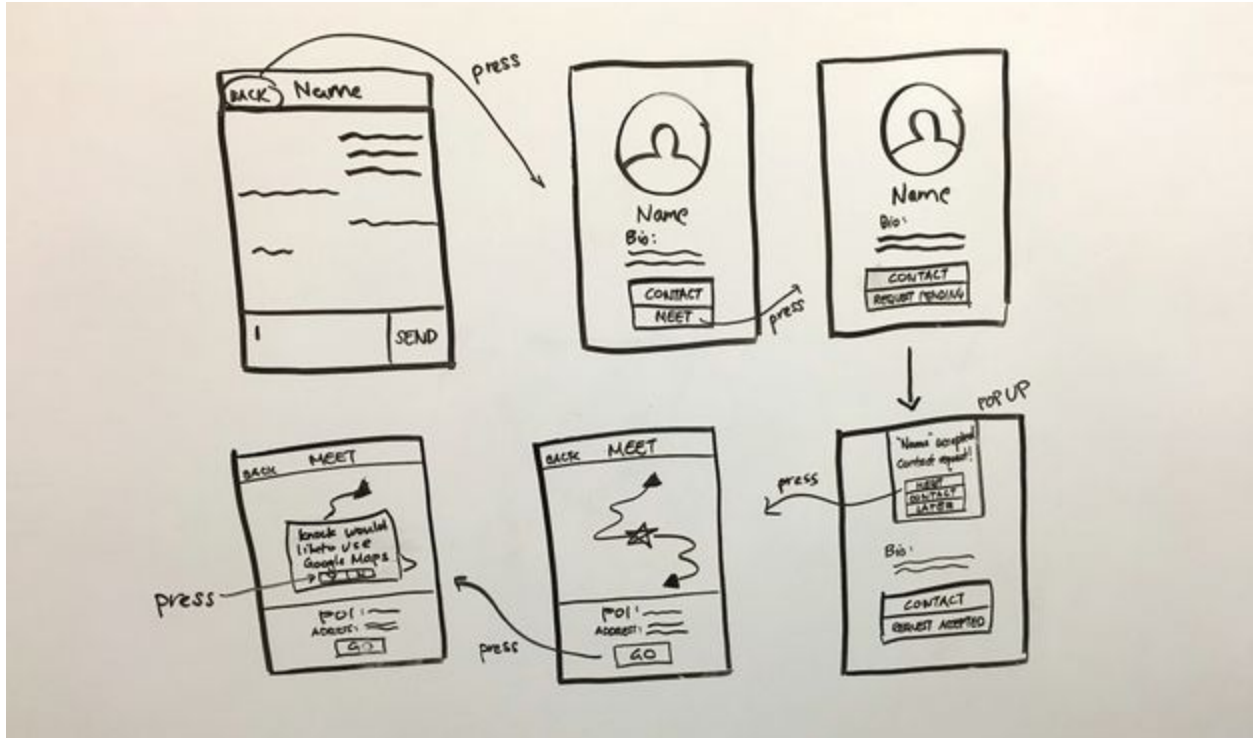 BACK Name
press
SEND
Name
Bio:
CONTACT
MEET
press
Name
Bio:
CONTACT
REQUEST PENDING
POP UP
"Name" accepted
contact request!
MEET
CONTACT
LATER
Bio:
CONTACT
REQUEST ACCEPTED
press
BACK MEET
POI:
ADDRESS:
GO
press
BACK MEET
knock would
like to use
Google Maps
Y N
press
POI:
ADDRESS:
GO